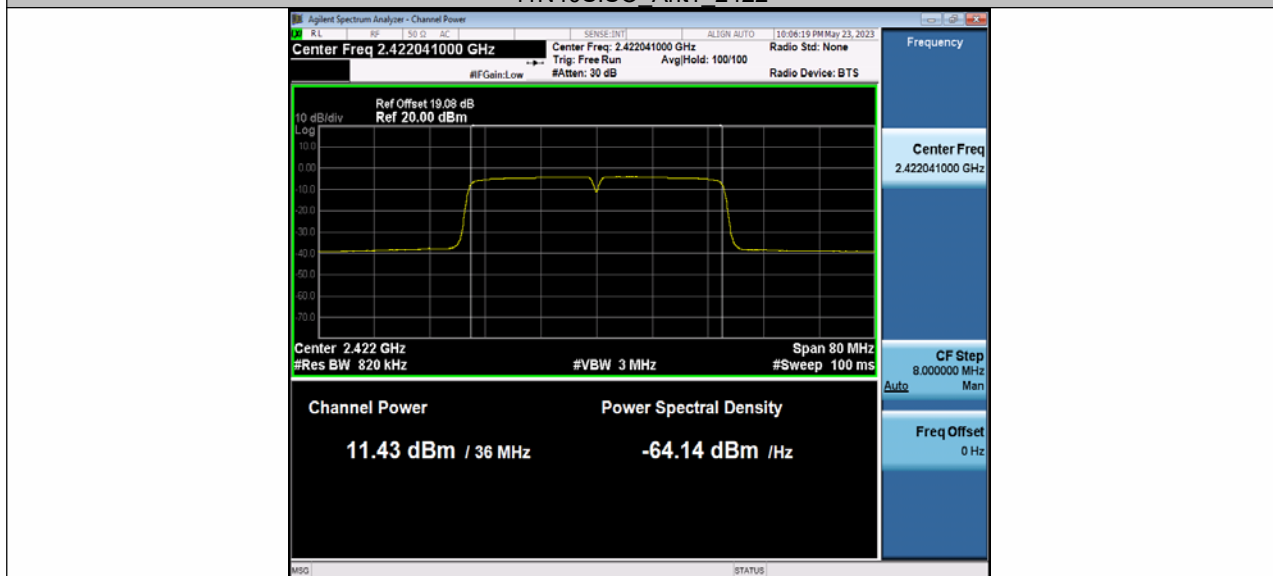 Agilent Spectrum Analyzer - Channel Power
RL RF 50 Ω AC SENSE:INT ALIGN AUTO 10:06:19 PM May 23, 2023
Center Freq 2.422041000 GHz
Center Freq: 2.422041000 GHz Radio Std: None
Trig: Free Run Avg|Hold: 100/100
#IFGain:Low #Atten: 30 dB Radio Device: BTS
Ref Offset 19.08 dB
10 dB/div Ref 20.00 dBm
Log
10.0
0.00
-10.0
-20.0
-30.0
-40.0
-50.0
-60.0
-70.0
Center 2.422 GHz Span 80 MHz
#Res BW 820 kHz #VBW 3 MHz #Sweep 100 ms
Channel Power Power Spectral Density
11.43 dBm / 36 MHz -64.14 dBm /Hz
MSG STATUS
Frequency
Center Freq
2.422041000 GHz
CF Step
8.000000 MHz
Auto Man
Freq Offset
0 Hz